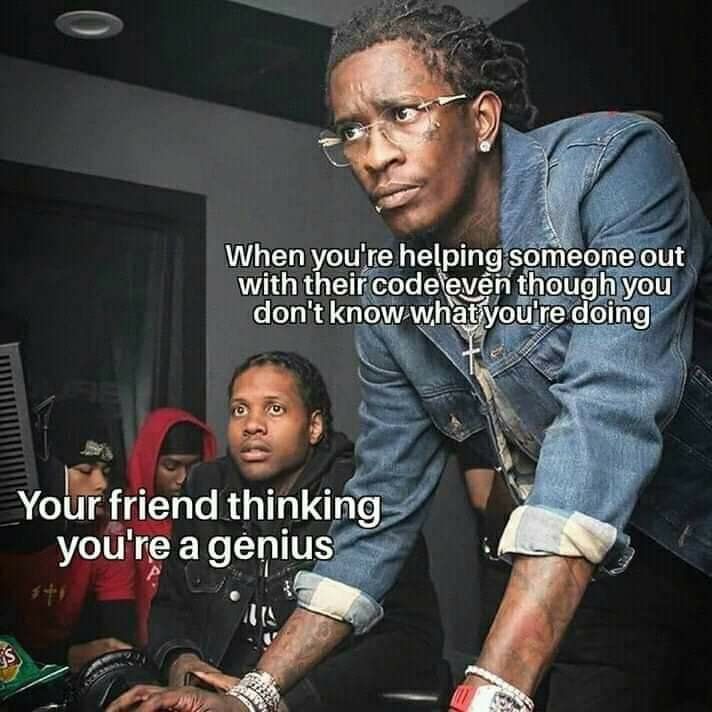 When you're helping someone out
with their code even though you
don't know what you're doing
Your friend thinking
you're a genius